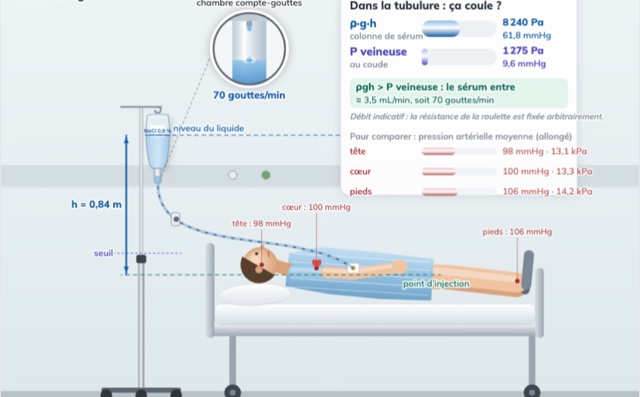 chambre compte-gouttes
70 gouttes/min
Dans la tubulure : ça coule ?
ρ·g·h
colonne de sérum
8 240 Pa
61,8 mmHg
P veineuse
au coude
1 275 Pa
9,6 mmHg
ρgh > P veineuse : le sérum entre
≈ 3,5 mL/min, soit 70 gouttes/min
Débit indicatif : la résistance de la roulette est fixée arbitrairement.
Pour comparer : pression artérielle moyenne (allongé)
tête
98 mmHg · 13,1 kPa
cœur
100 mmHg · 13,3 kPa
pieds
106 mmHg · 14,2 kPa
NaCl 0,9 %
niveau du liquide
h = 0,84 m
seuil
cœur : 100 mmHg
tête : 98 mmHg
pieds : 106 mmHg
point d'injection